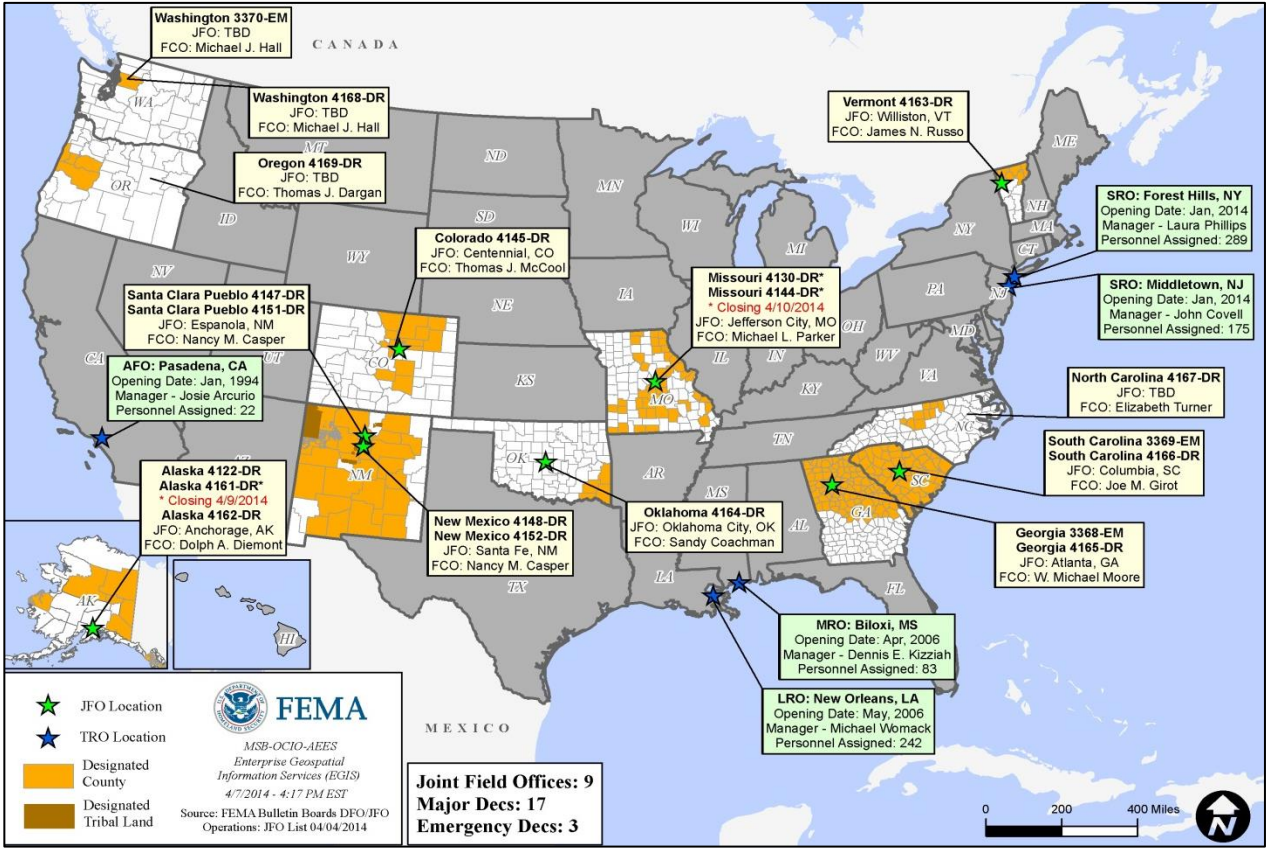 CANADA
Washington 3370-EM
JFO: TBD
FCO: Michael J. Hall
Washington 4168-DR
JFO: TBD
FCO: Michael J. Hall
Oregon 4169-DR
JFO: TBD
FCO: Thomas J. Dargan
Vermont 4163-DR
JFO: Williston, VT
FCO: James N. Russo
SRO: Forest Hills, NY
Opening Date: Jan, 2014
Manager - Laura Phillips
Personnel Assigned: 289
SRO: Middletown, NJ
Opening Date: Jan, 2014
Manager - John Covell
Personnel Assigned: 175
Colorado 4145-DR
JFO: Centennial, CO
FCO: Thomas J. McCool
Missouri 4130-DR*
Missouri 4144-DR*
* Closing 4/10/2014
JFO: Jefferson City, MO
FCO: Michael L. Parker
Santa Clara Pueblo 4147-DR
Santa Clara Pueblo 4151-DR
JFO: Espanola, NM
FCO: Nancy M. Casper
AFO: Pasadena, CA
Opening Date: Jan, 1994
Manager - Josie Arcurio
Personnel Assigned: 22
North Carolina 4167-DR
JFO: TBD
FCO: Elizabeth Turner
South Carolina 3369-EM
South Carolina 4166-DR
JFO: Columbia, SC
FCO: Joe M. Girot
Alaska 4122-DR
Alaska 4161-DR*
* Closing 4/9/2014
Alaska 4162-DR
JFO: Anchorage, AK
FCO: Dolph A. Diemont
New Mexico 4148-DR
New Mexico 4152-DR
JFO: Santa Fe, NM
FCO: Nancy M. Casper
Oklahoma 4164-DR
JFO: Oklahoma City, OK
FCO: Sandy Coachman
Georgia 3368-EM
Georgia 4165-DR
JFO: Atlanta, GA
FCO: W. Michael Moore
MRO: Biloxi, MS
Opening Date: Apr, 2006
Manager - Dennis E. Kizziah
Personnel Assigned: 83
LRO: New Orleans, LA
Opening Date: May, 2006
Manager - Michael Womack
Personnel Assigned: 242
WA
OR
MT
ID
ND
SD
MN
WI
MI
WY
NV
UT
CA
CO
NE
KS
IA
MO
IL
IN
OH
KY
WV
VA
PA
NY
NJ
MD
CT
MA
NH
ME
NC
SC
TN
GA
AL
MS
AR
LA
FL
OK
TX
NM
AK
HI
MEXICO
JFO Location
TRO Location
Designated
County
Designated
Tribal Land
FEMA
MSB-OCIO-AEES
Enterprise Geospatial
Information Services (EGIS)
4/7/2014 - 4:17 PM EST
Source: FEMA Bulletin Boards DFO/JFO
Operations: JFO List 04/04/2014
Joint Field Offices: 9
Major Decs: 17
Emergency Decs: 3
0 200 400 Miles
N